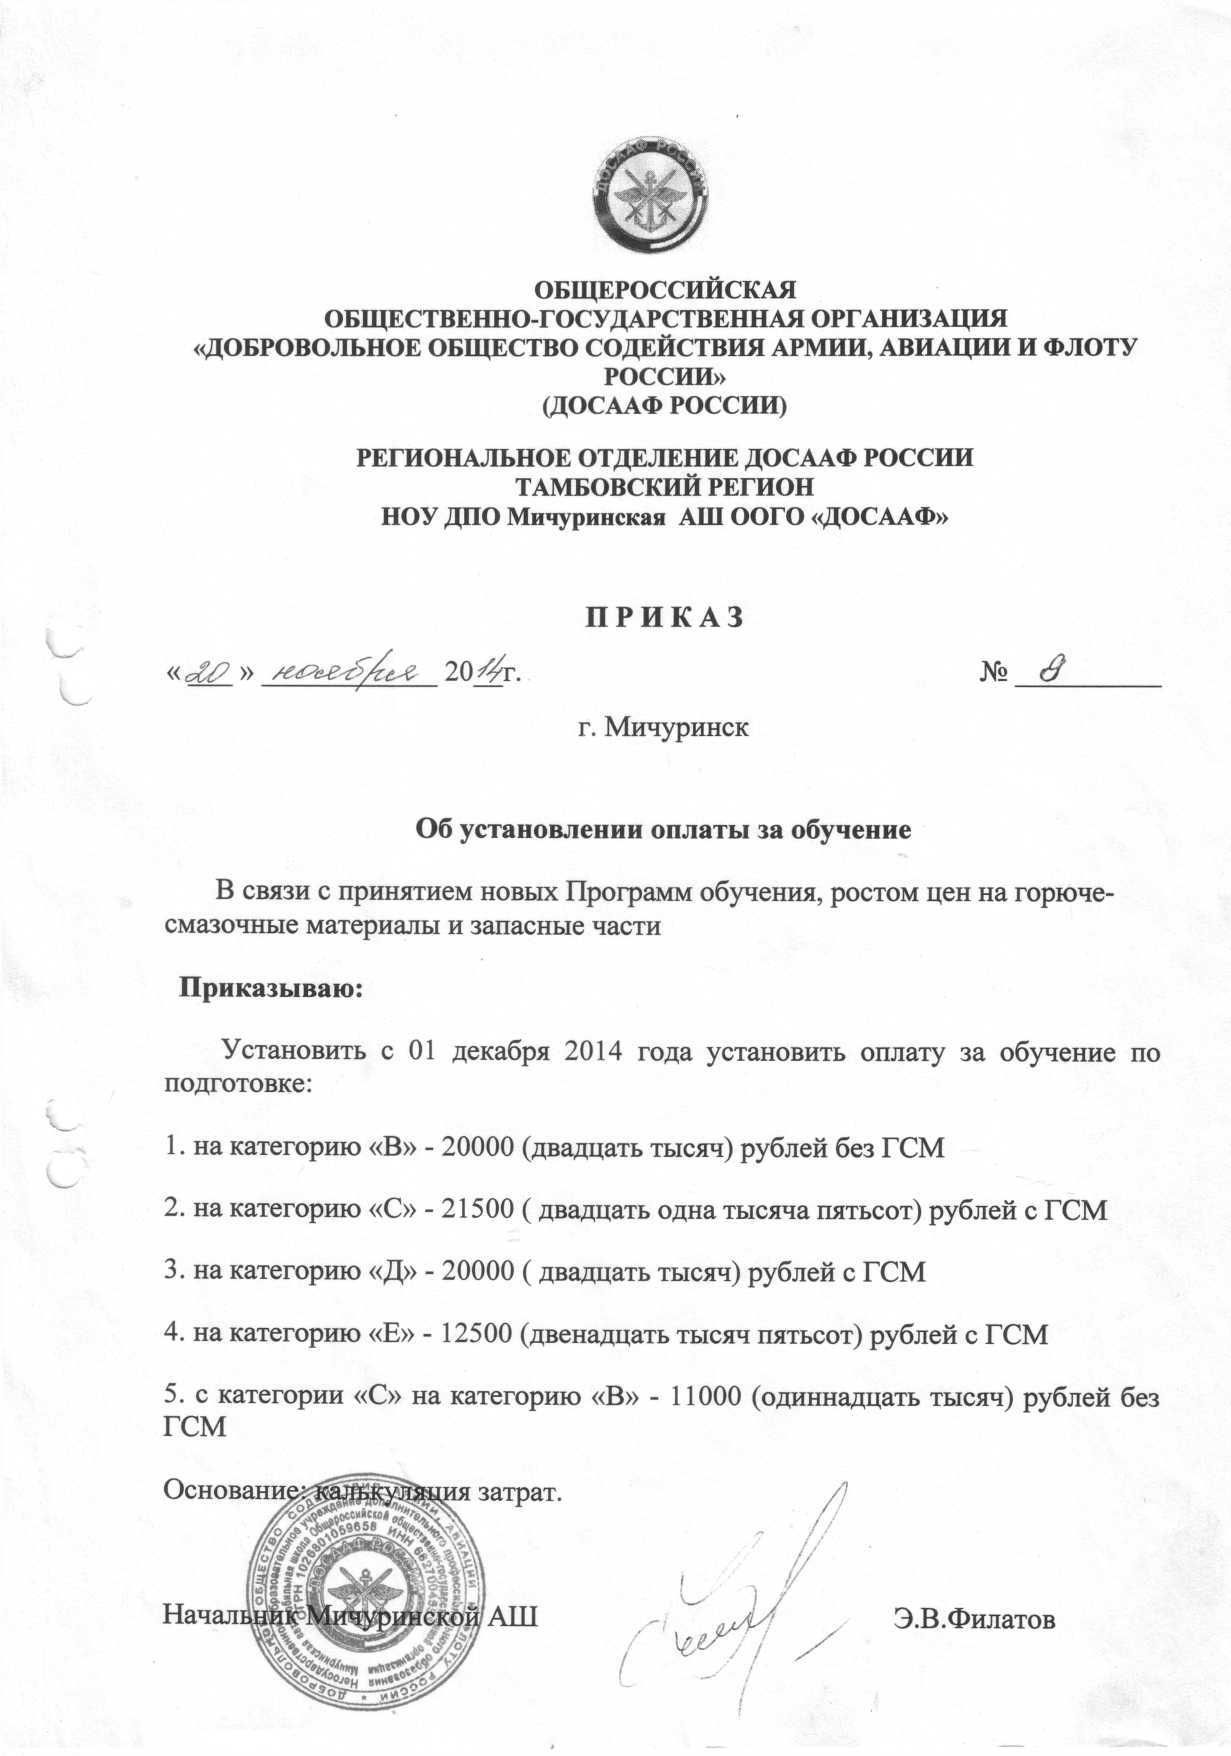 ДОСААФ РОССИИ
ОБЩЕРОССИЙСКАЯ
ОБЩЕСТВЕННО-ГОСУДАРСТВЕННАЯ ОРГАНИЗАЦИЯ
«ДОБРОВОЛЬНОЕ ОБЩЕСТВО СОДЕЙСТВИЯ АРМИИ, АВИАЦИИ И ФЛОТУ
РОССИИ»
(ДОСААФ РОССИИ)
РЕГИОНАЛЬНОЕ ОТДЕЛЕНИЕ ДОСААФ РОССИИ
ТАМБОВСКИЙ РЕГИОН
НОУ ДПО Мичуринская АШ ООГО «ДОСААФ»
П Р И К А З
«20» ноября 2014г. № 8
г. Мичуринск
Об установлении оплаты за обучение
В связи с принятием новых Программ обучения, ростом цен на горюче-
смазочные материалы и запасные части
Приказываю:
Установить с 01 декабря 2014 года установить оплату за обучение по
подготовке:
1. на категорию «В» - 20000 (двадцать тысяч) рублей без ГСМ
2. на категорию «С» - 21500 ( двадцать одна тысяча пятьсот) рублей с ГСМ
3. на категорию «Д» - 20000 ( двадцать тысяч) рублей с ГСМ
4. на категорию «Е» - 12500 (двенадцать тысяч пятьсот) рублей с ГСМ
5. с категории «С» на категорию «В» - 11000 (одиннадцать тысяч) рублей без
ГСМ
Основание: калькуляция затрат.
Начальник Мичуринской АШ Э.В.Филатов
ОГРН 1026801059658